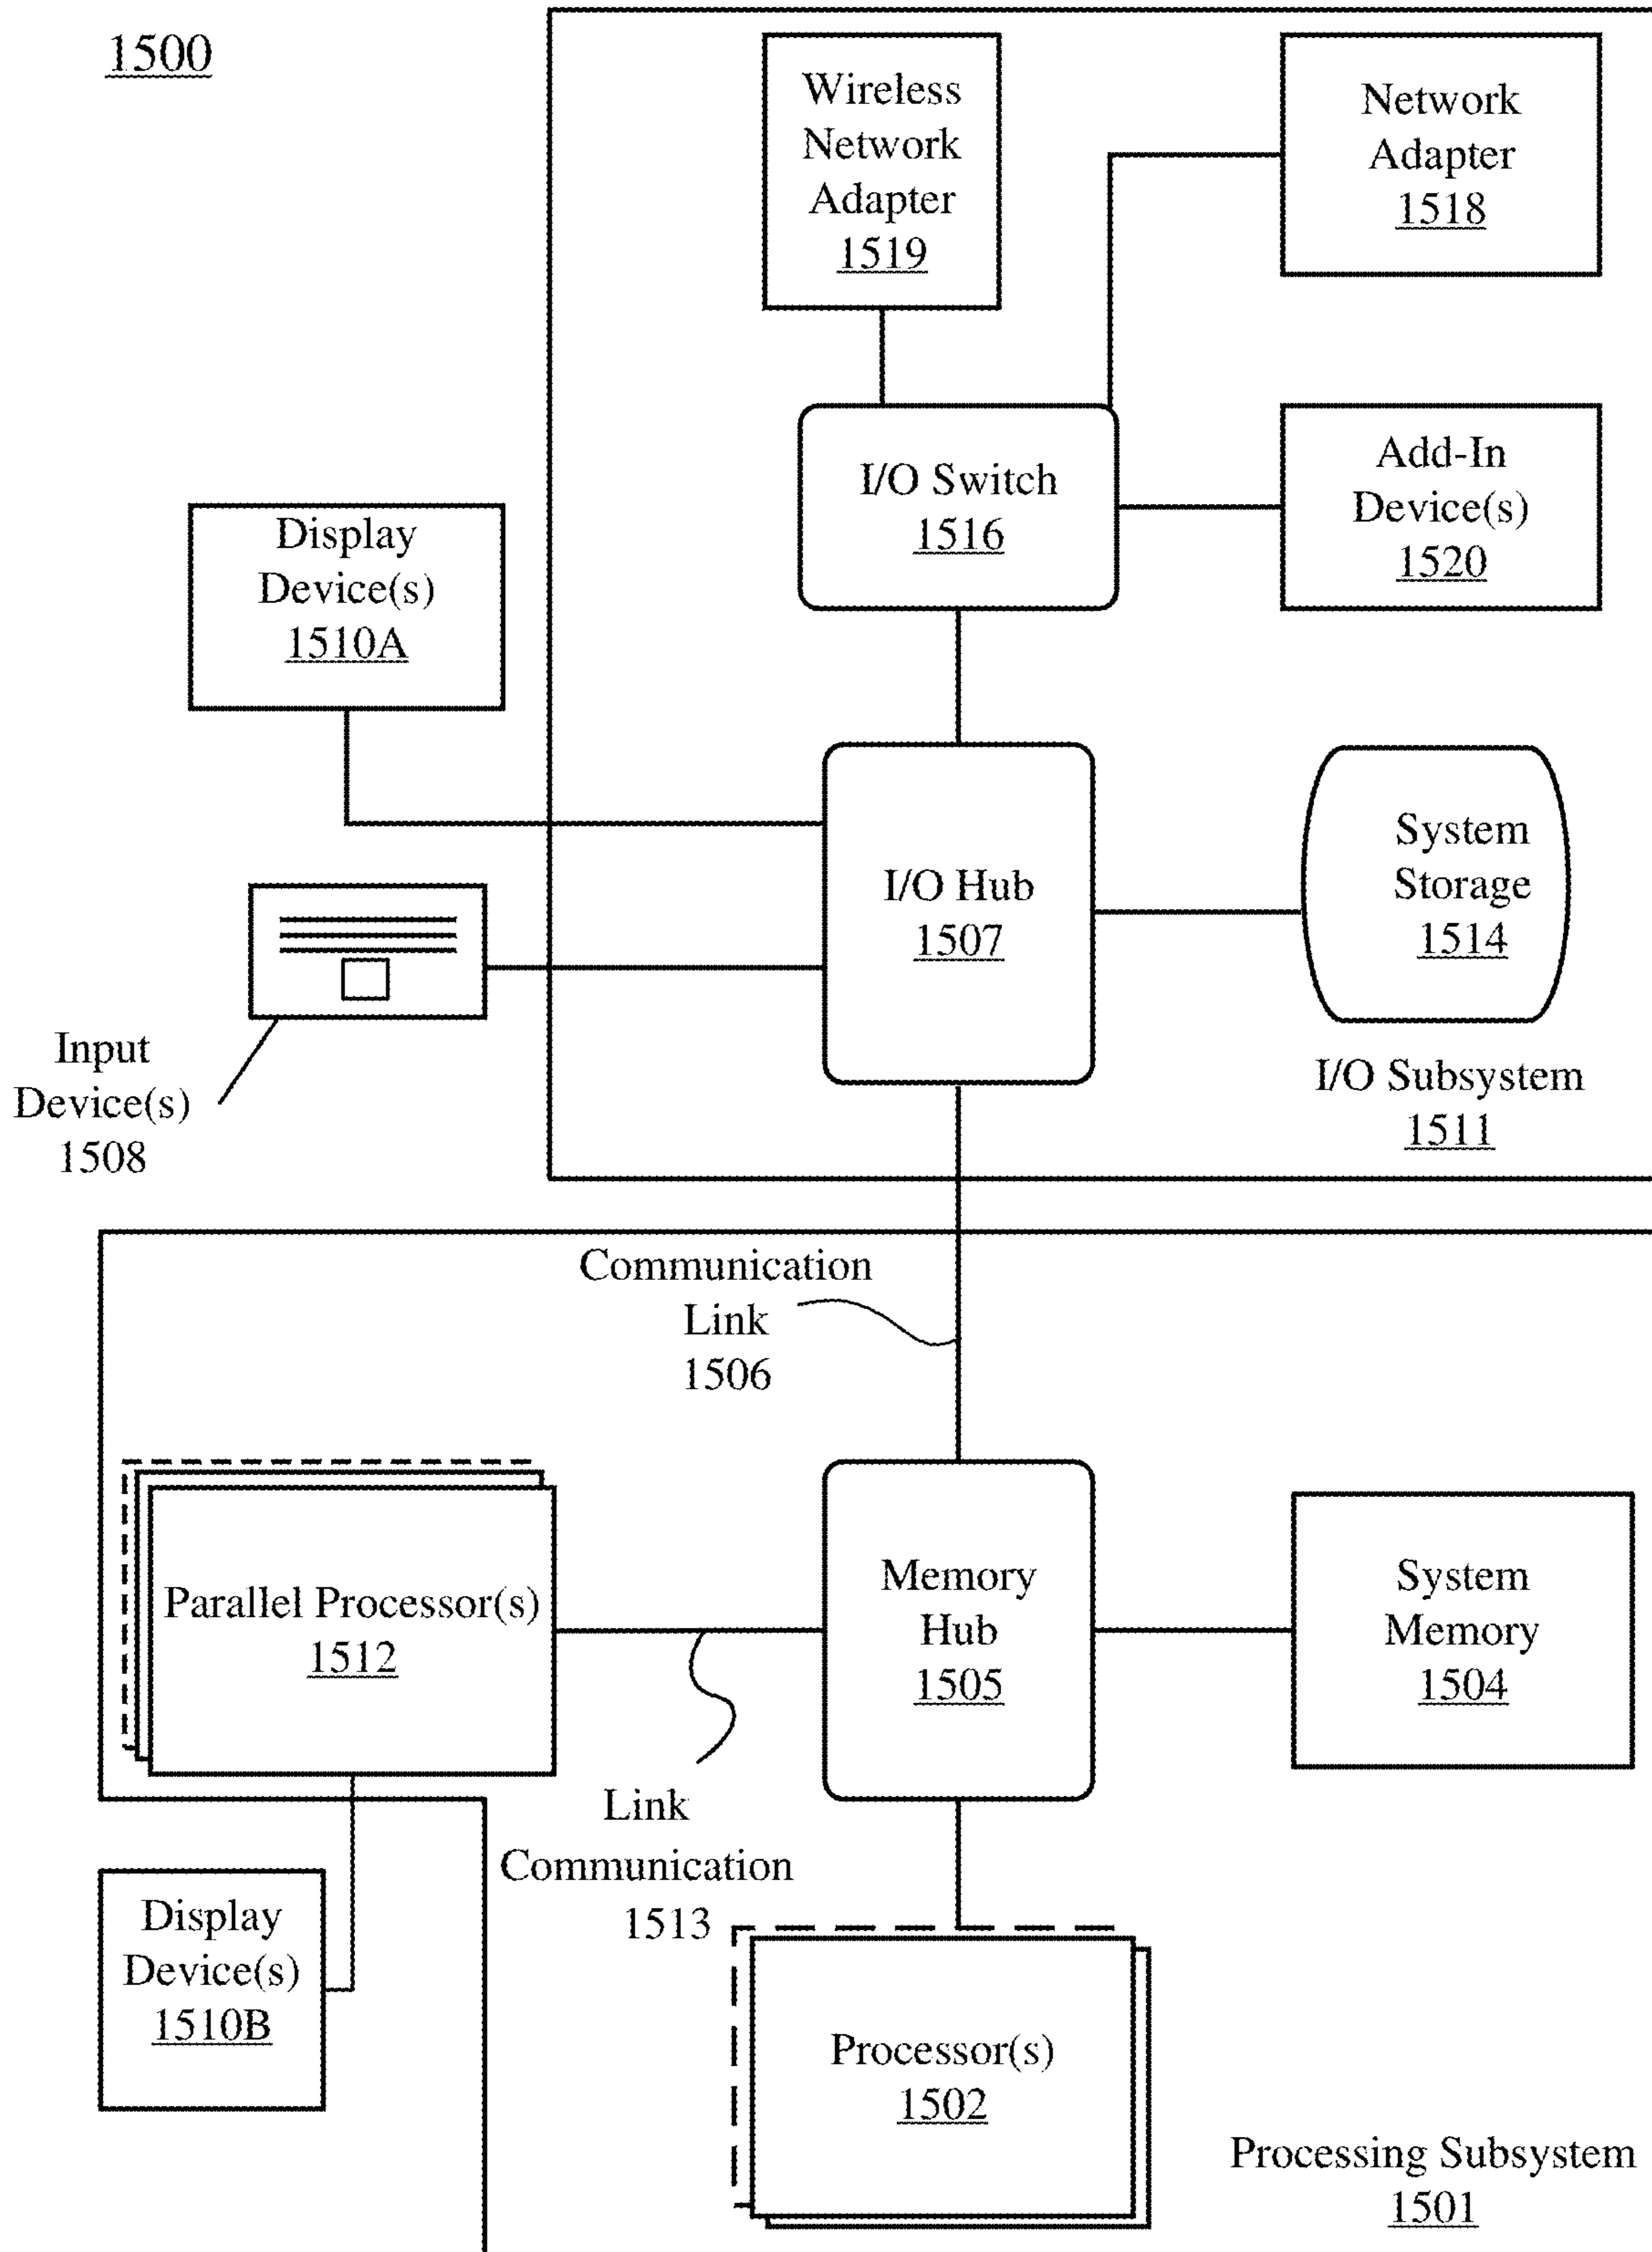 1500
Wireless
Network
Adapter
1519
Network
Adapter
1518
I/O Switch
1516
Add-In
Device(s)
1520
Display
Device(s)
1510A
I/O Hub
1507
System
Storage
1514
Input
Device(s)
1508
I/O Subsystem
1511
Communication
Link
1506
Parallel Processor(s)
1512
Memory
Hub
1505
System
Memory
1504
Link
Communication
1513
Display
Device(s)
1510B
Processor(s)
1502
Processing Subsystem
1501